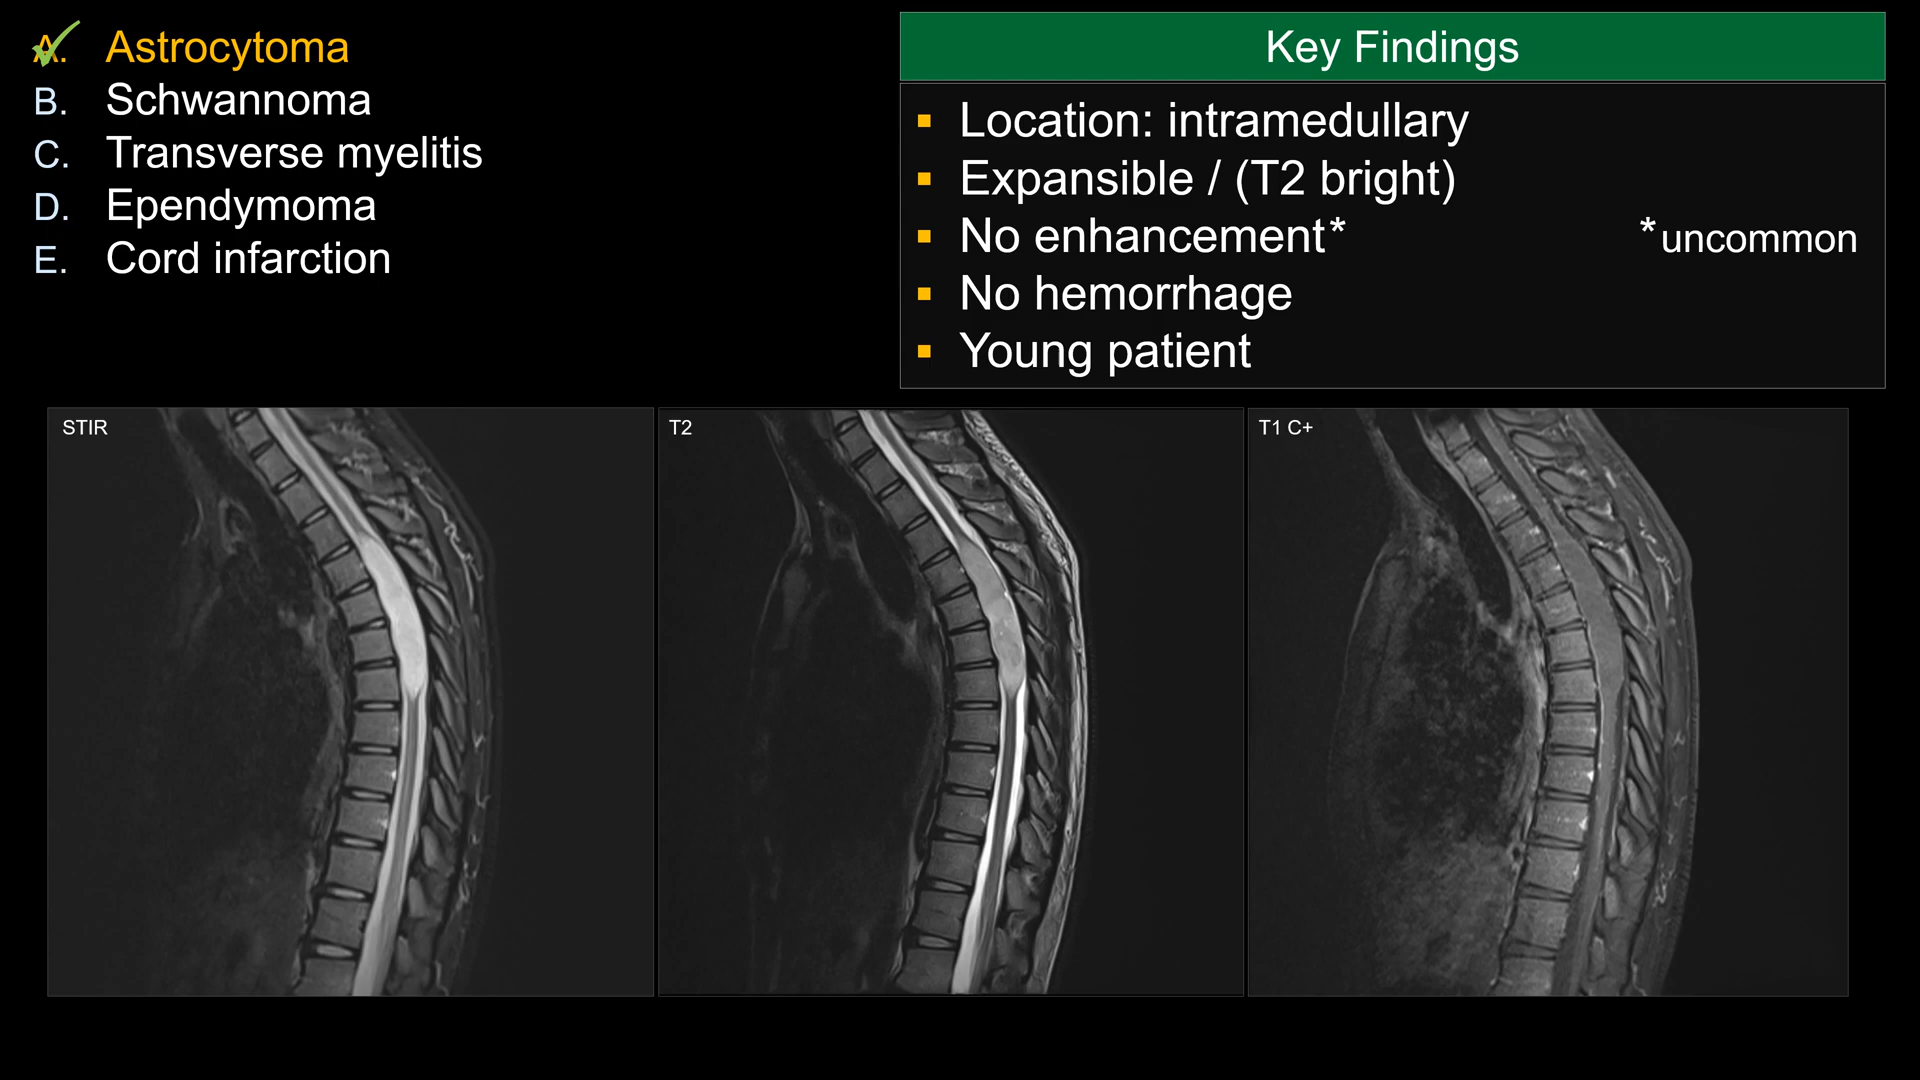 A. Astrocytoma
B. Schwannoma
C. Transverse myelitis
D. Ependymoma
E. Cord infarction
Key Findings
▪ Location: intramedullary
▪ Expansible / (T2 bright)
▪ No enhancement* *uncommon
▪ No hemorrhage
▪ Young patient
STIR
T2
T1 C+